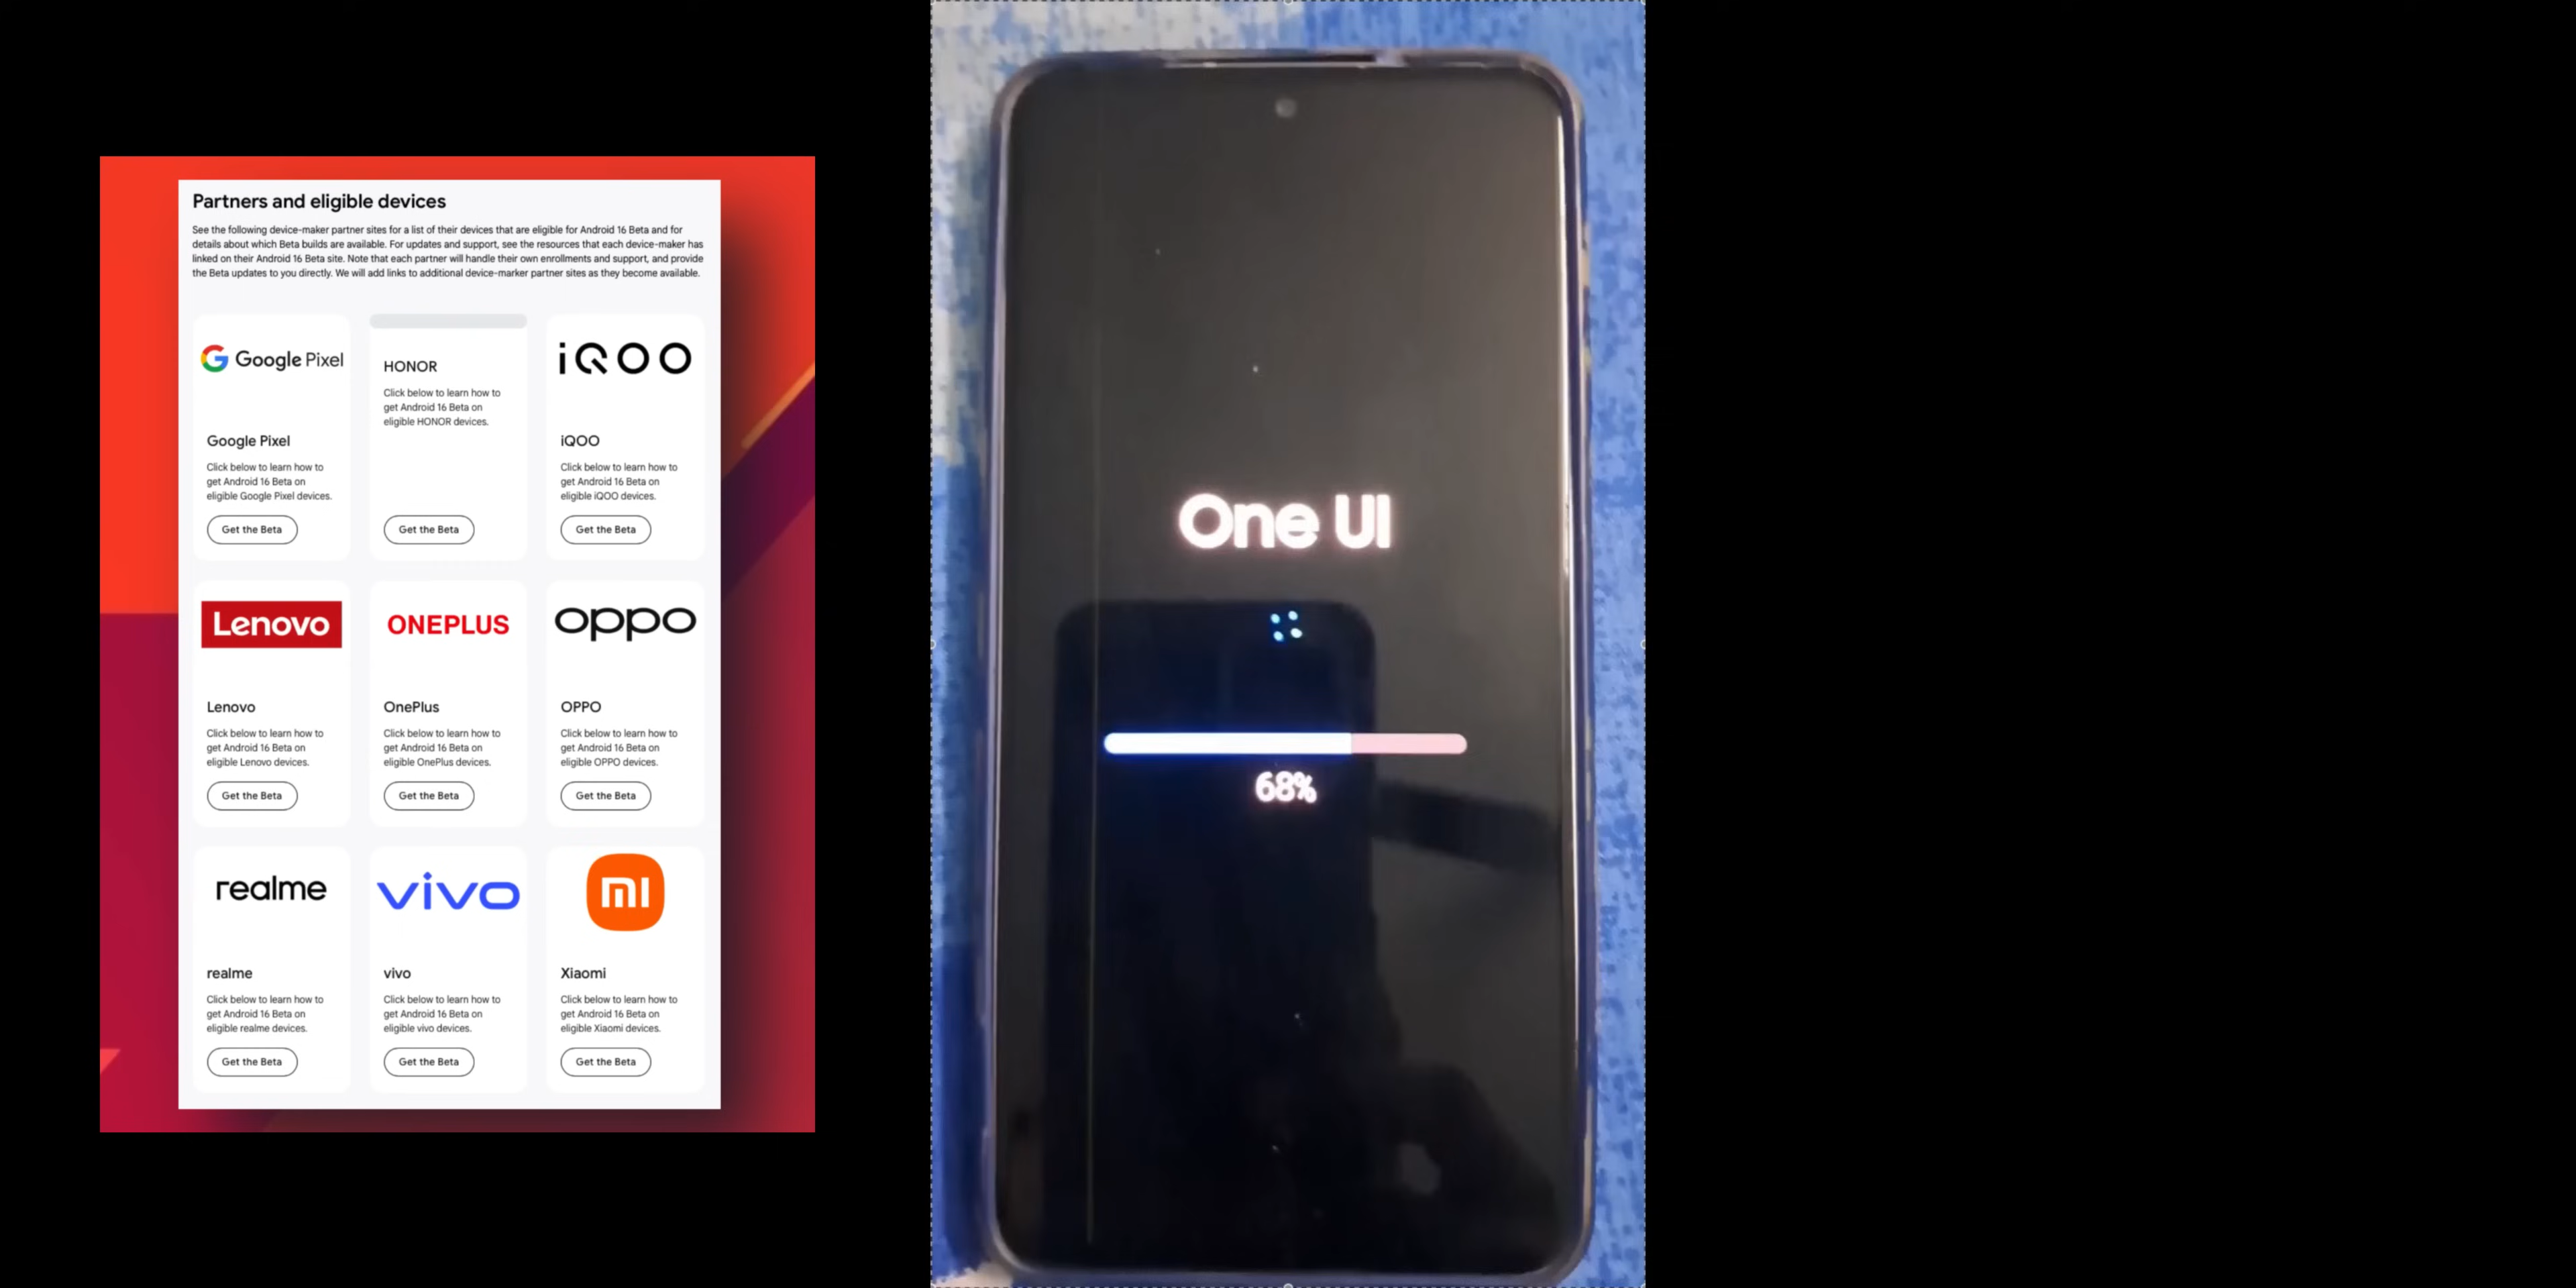 Partners and eligible devices
See the following device-maker partner sites for a list of their devices that are eligible for Android 16 Beta and for
details about which Beta builds are available. For updates and support, see the resources that each device-maker has
linked on their Android 16 Beta site. Note that each partner will handle their own enrollments and support, and provide
the Beta updates to you directly. We will add links to additional device-marker partner sites as they become available.
Google Pixel
Google Pixel
Click below to learn how to
get Android 16 Beta on
eligible Google Pixel devices.
Get the Beta
HONOR
Click below to learn how to
get Android 16 Beta on
eligible HONOR devices.
Get the Beta
iQOO
iQOO
Click below to learn how to
get Android 16 Beta on
eligible iQOO devices.
Get the Beta
Lenovo
Lenovo
Click below to learn how to
get Android 16 Beta on
eligible Lenovo devices.
Get the Beta
ONEPLUS
OnePlus
Click below to learn how to
get Android 16 Beta on
eligible OnePlus devices.
Get the Beta
oppo
OPPO
Click below to learn how to
get Android 16 Beta on
eligible OPPO devices.
Get the Beta
realme
realme
Click below to learn how to
get Android 16 Beta on
eligible realme devices.
Get the Beta
vivo
vivo
Click below to learn how to
get Android 16 Beta on
eligible vivo devices.
Get the Beta
mi
Xiaomi
Click below to learn how to
get Android 16 Beta on
eligible Xiaomi devices.
Get the Beta
One UI
68%